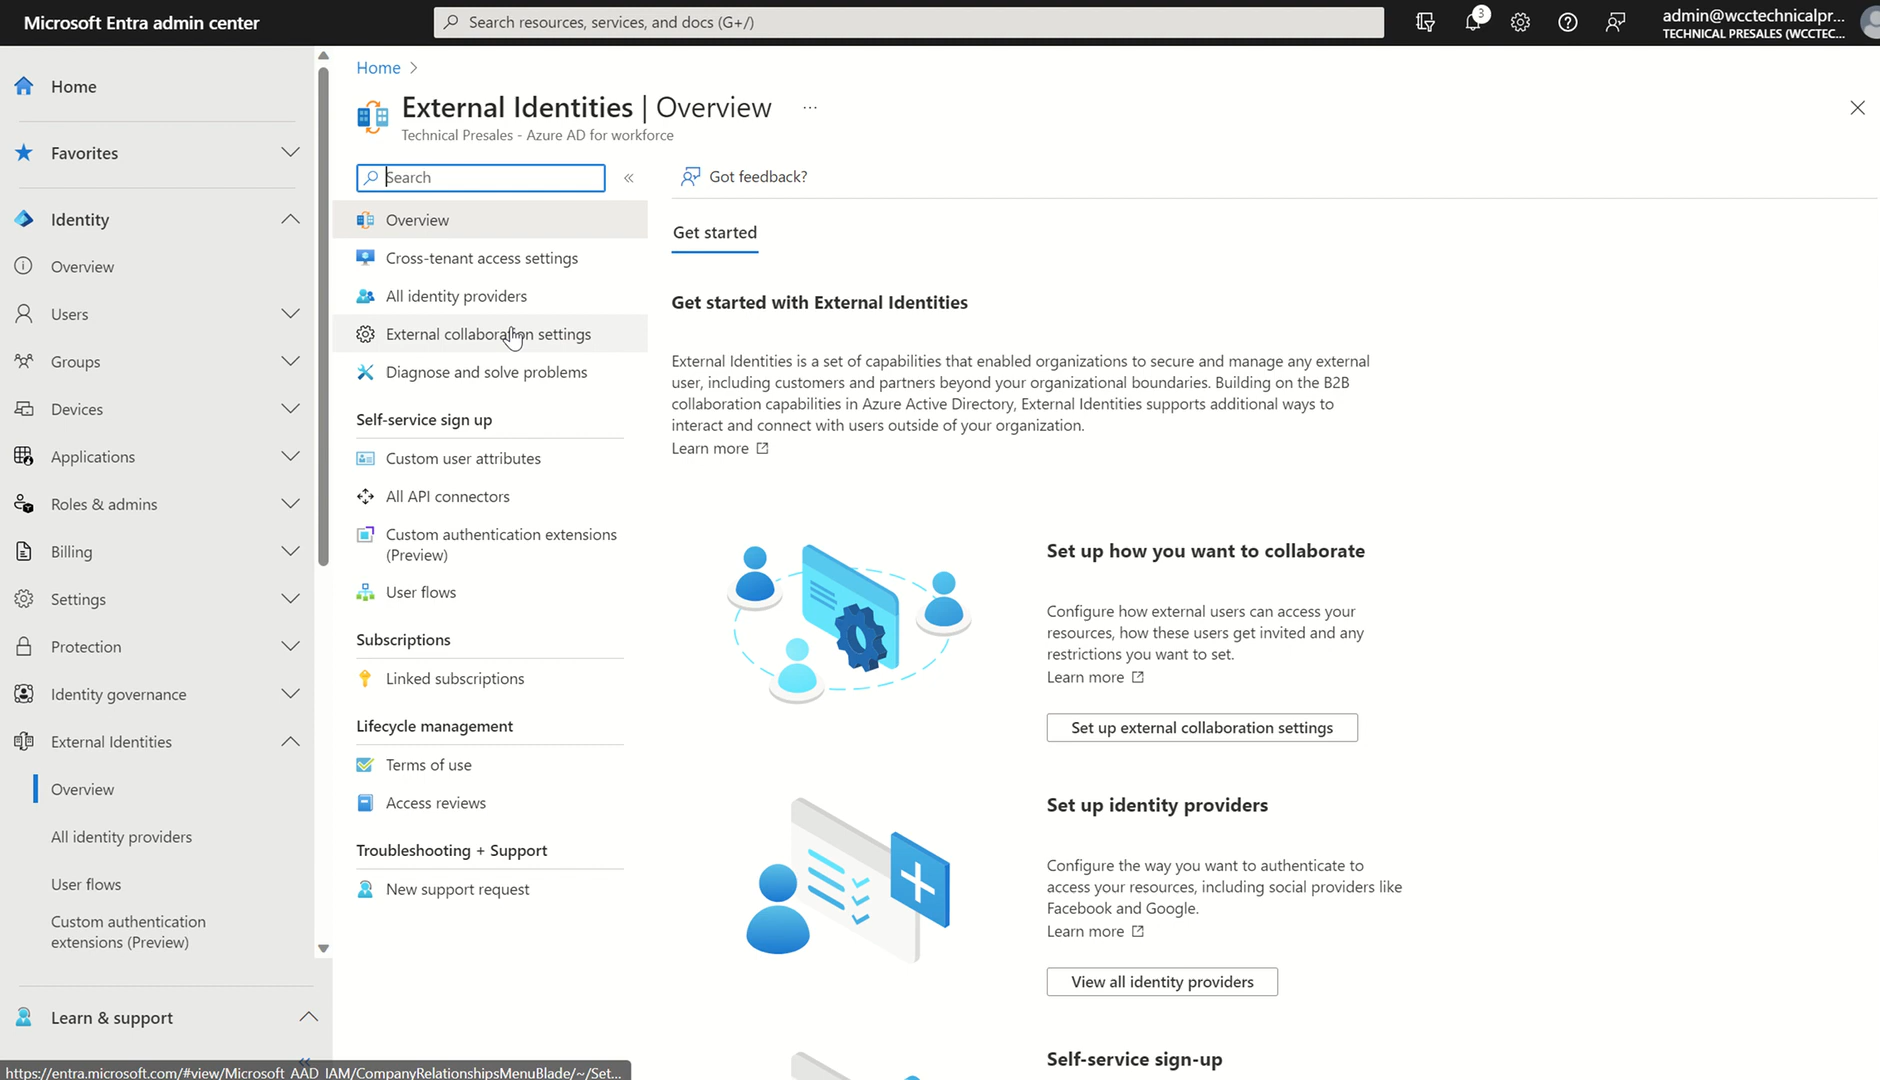 Microsoft Entra admin center
Search resources, services, and docs (G+/)
3
admin@wcctechnicalpr...
TECHNICAL PRESALES (WCCTEC...
Home
Favorites
Identity
Overview
Users
Groups
Devices
Applications
Roles & admins
Billing
Settings
Protection
Identity governance
External Identities
Overview
All identity providers
User flows
Custom authentication
extensions (Preview)
Learn & support
https://entra.microsoft.com/#view/Microsoft_AAD_IAM/CompanyRelationshipsMenuBlade/~/Set...
Home >
External Identities | Overview ...
Technical Presales - Azure AD for workforce
Search
Overview
Cross-tenant access settings
All identity providers
External collaboration settings
Diagnose and solve problems
Self-service sign up
Custom user attributes
All API connectors
Custom authentication extensions
(Preview)
User flows
Subscriptions
Linked subscriptions
Lifecycle management
Terms of use
Access reviews
Troubleshooting + Support
New support request
Got feedback?
Get started
Get started with External Identities
External Identities is a set of capabilities that enabled organizations to secure and manage any external
user, including customers and partners beyond your organizational boundaries. Building on the B2B
collaboration capabilities in Azure Active Directory, External Identities supports additional ways to
interact and connect with users outside of your organization.
Learn more
Set up how you want to collaborate
Configure how external users can access your
resources, how these users get invited and any
restrictions you want to set.
Learn more
Set up external collaboration settings
Set up identity providers
Configure the way you want to authenticate to
access your resources, including social providers like
Facebook and Google.
Learn more
View all identity providers
Self-service sign-up